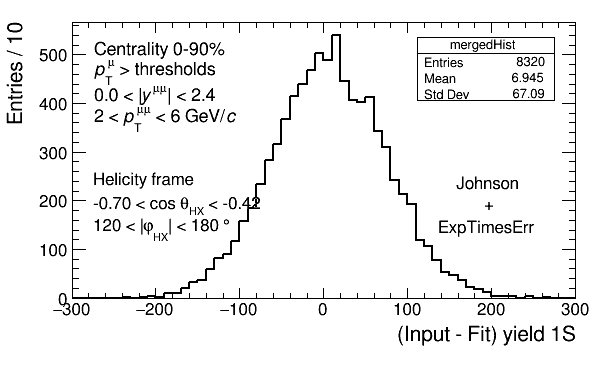 Entries / 10
500
400
300
200
100
0
Centrality 0-90%
p_T^μ > thresholds
0.0 < |y^μμ| < 2.4
2 < p_T^μμ < 6 GeV/c
Helicity frame
-0.70 < cos θ_HX < -0.42
120 < |φ_HX| < 180 °
mergedHist
Entries 8320
Mean 6.945
Std Dev 67.09
Johnson
+
ExpTimesErr
−300 −200 −100 0 100 200 300
(Input - Fit) yield 1S